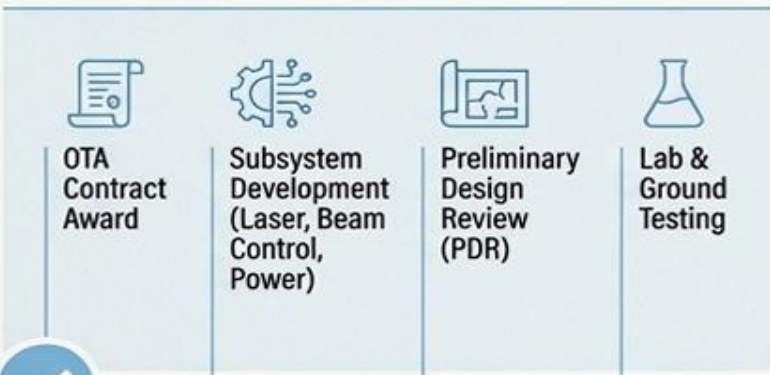 OTA
Contract
Award
Subsystem
Development
(Laser, Beam
Control,
Power)
Preliminary
Design
Review
(PDR)
Lab &
Ground
Testing